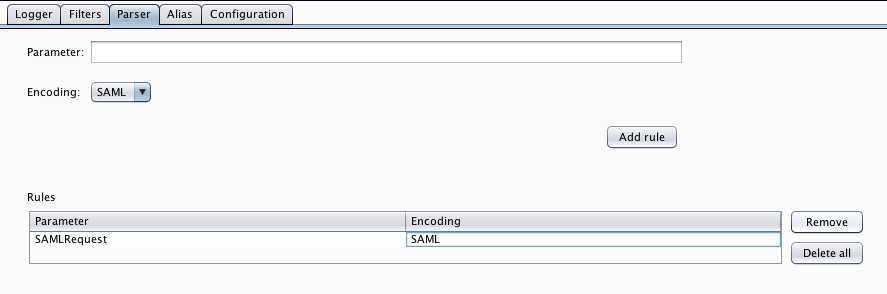 Logger Filters Parser Alias Configuration
Parameter:
Encoding: SAML
Add rule
Rules
Parameter Encoding Remove
SAMLRequest SAML
Delete all